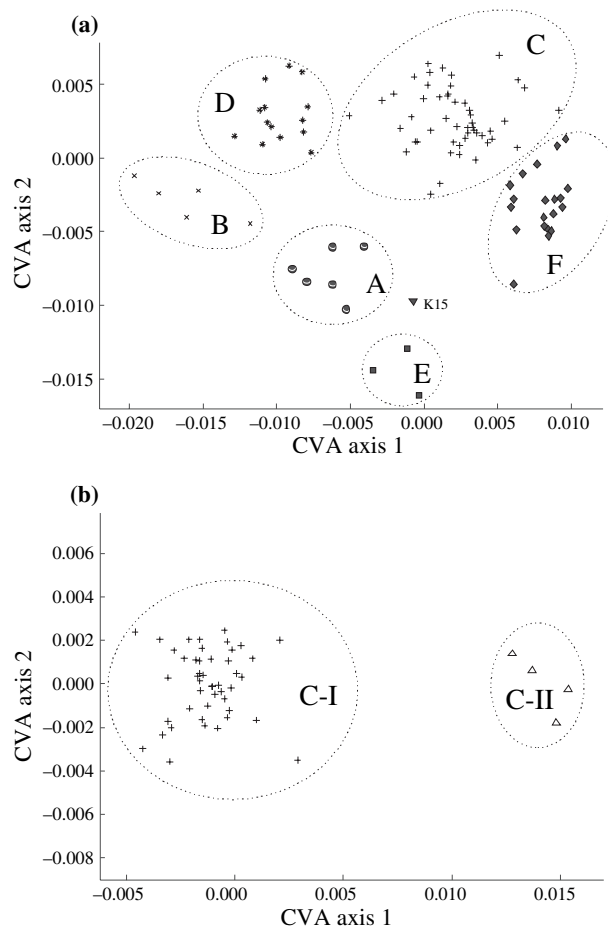 (a)
CVA axis 2
0.005
0.000
−0.005
−0.010
−0.015
D
C
B
F
A
K15
E
−0.020 −0.015 −0.010 −0.005 0.000 0.005 0.010
CVA axis 1
(b)
CVA axis 2
0.006
0.004
0.002
0.000
−0.002
−0.004
−0.006
−0.008
C-I
C-II
−0.005 0.000 0.005 0.010 0.015
CVA axis 1